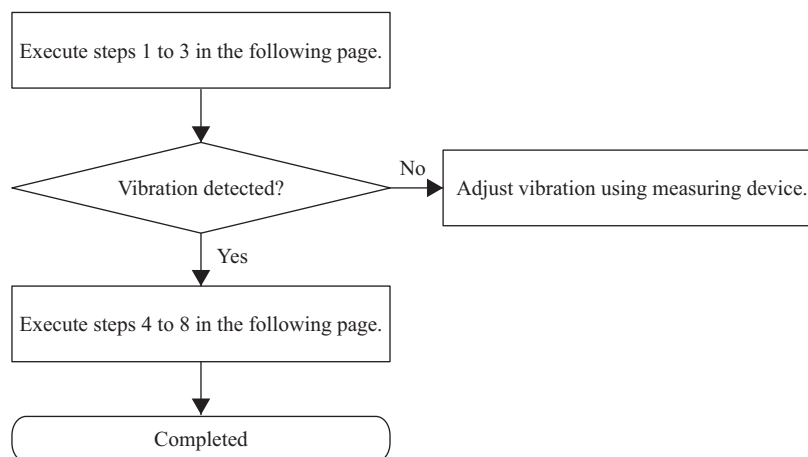 Execute steps 1 to 3 in the following page.
Vibration detected?
No
Adjust vibration using measuring device.
Yes
Execute steps 4 to 8 in the following page.
Completed